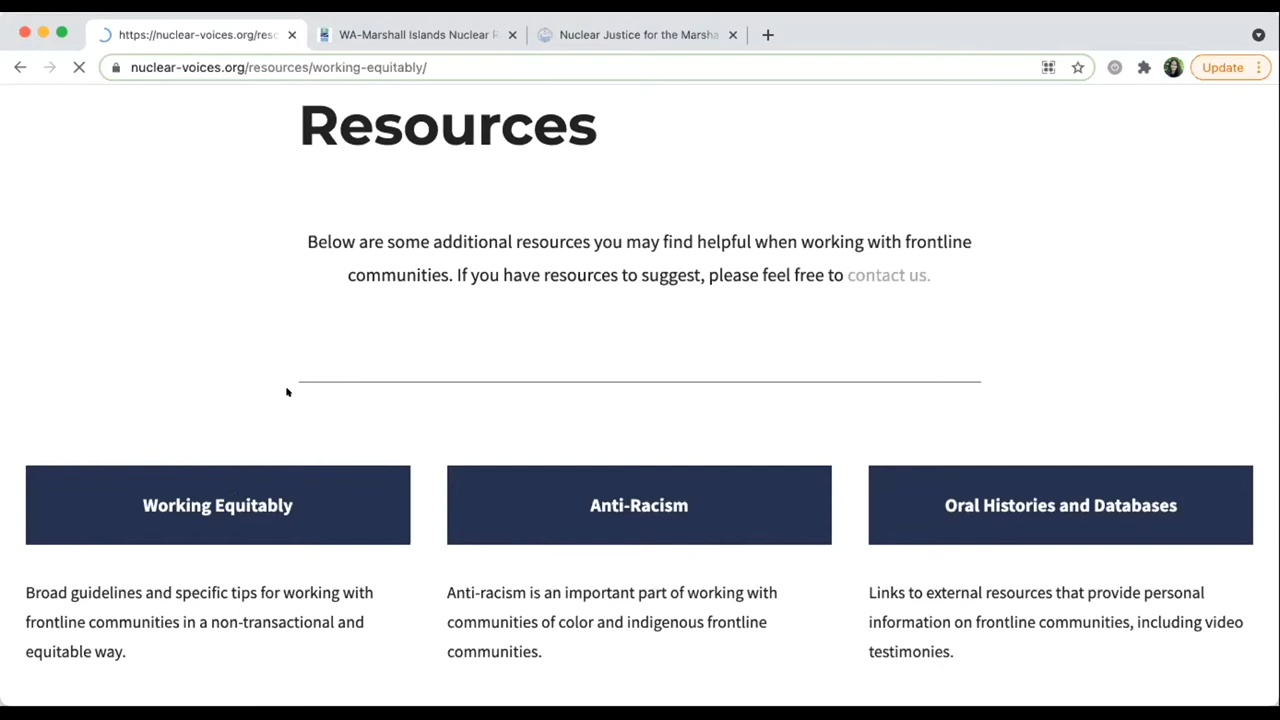 https://nuclear-voices.org/reso
WA-Marshall Islands Nuclear R
Nuclear Justice for the Marsha
nuclear-voices.org/resources/working-equitably/
Update
Resources
Below are some additional resources you may find helpful when working with frontline
communities. If you have resources to suggest, please feel free to contact us.
Working Equitably
Anti-Racism
Oral Histories and Databases
Broad guidelines and specific tips for working with
frontline communities in a non-transactional and
equitable way.
Anti-racism is an important part of working with
communities of color and indigenous frontline
communities.
Links to external resources that provide personal
information on frontline communities, including video
testimonies.